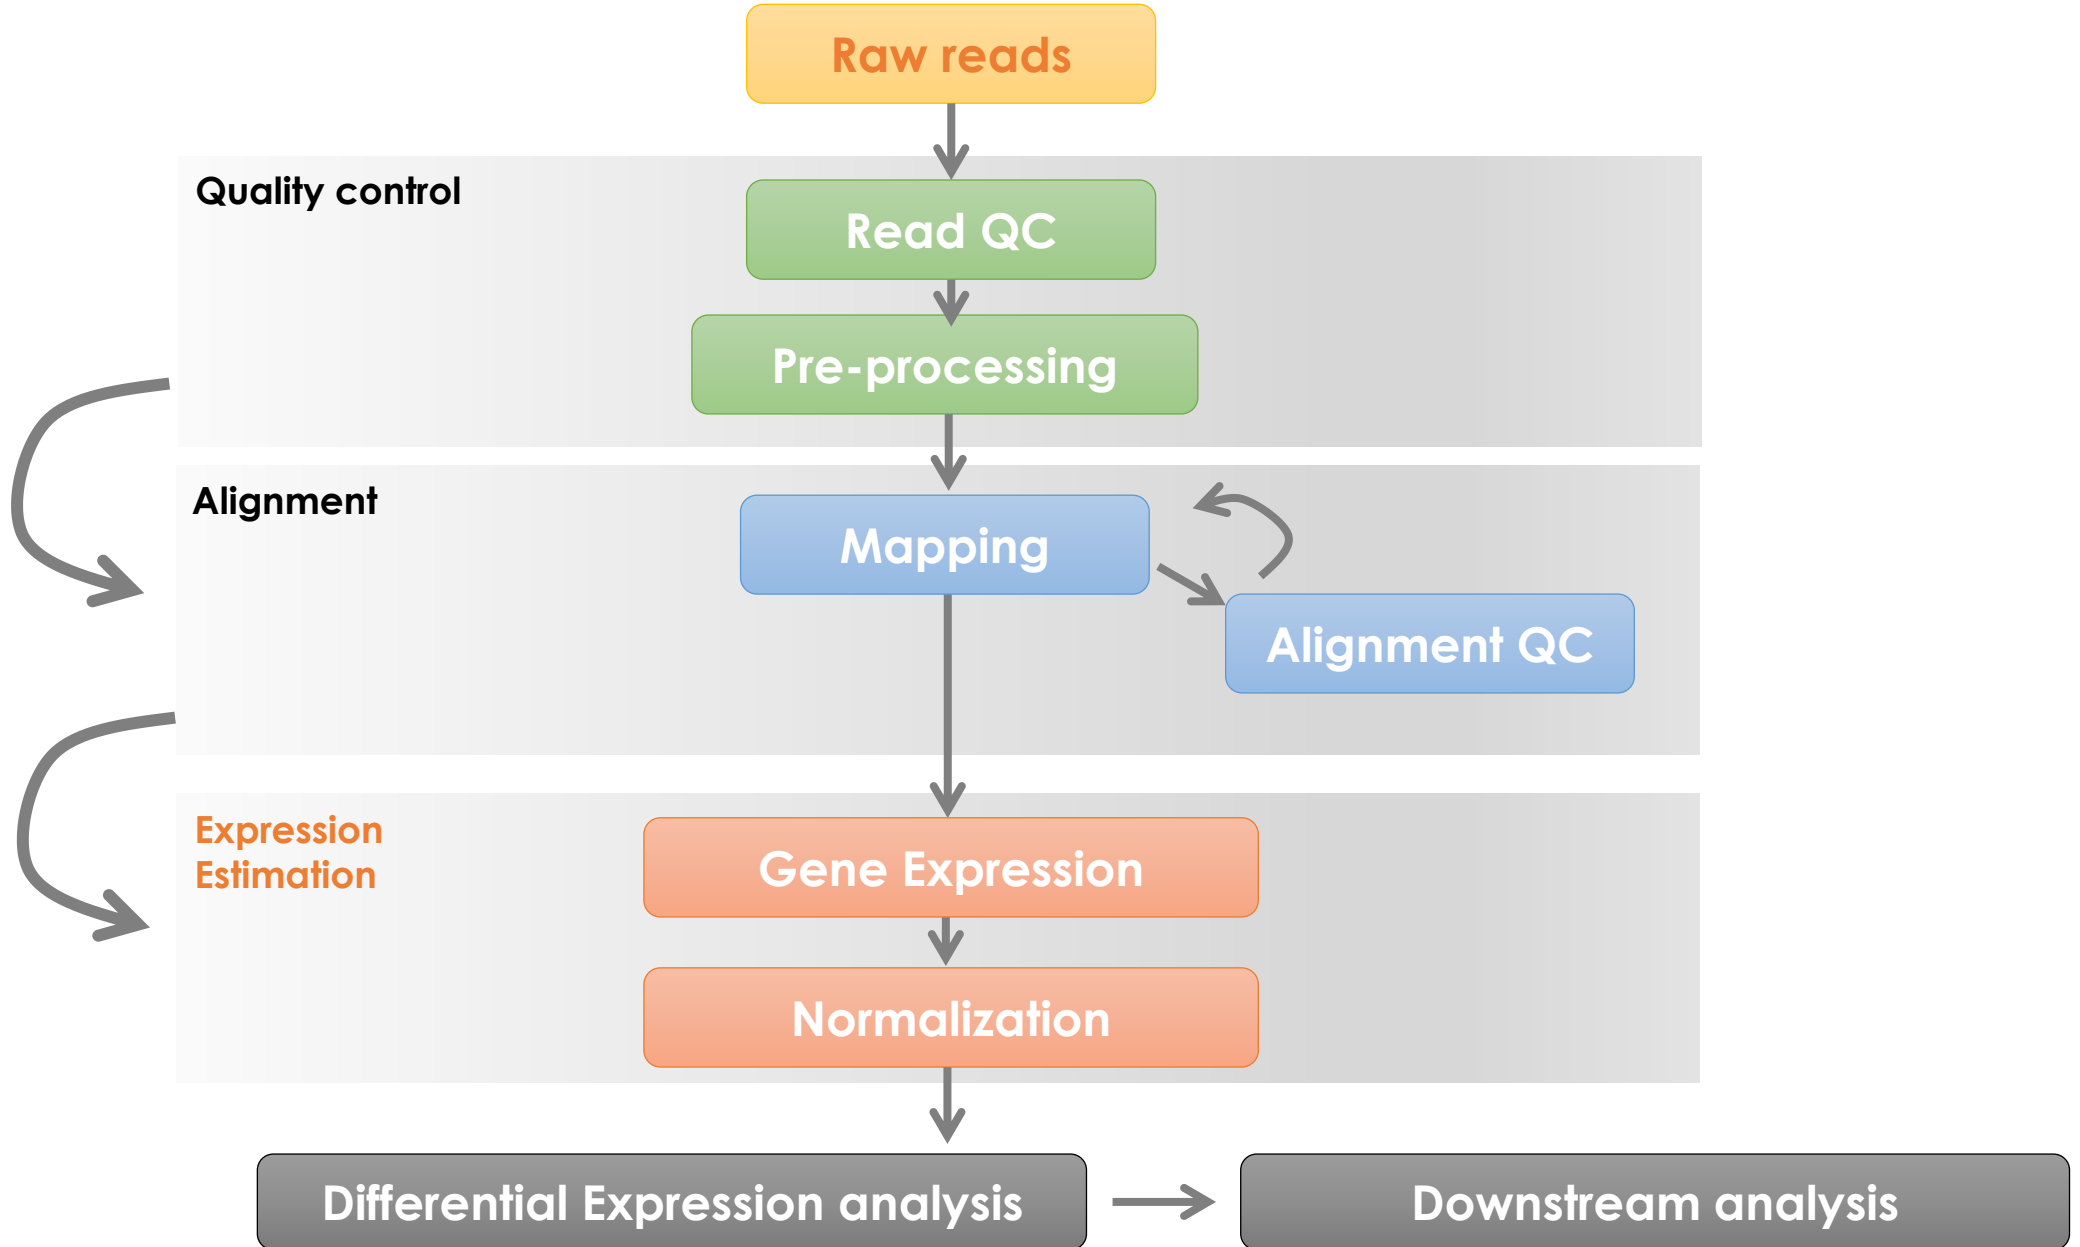 Raw reads
Quality control
Read QC
Pre-processing
Alignment
Mapping
Alignment QC
Expression
Estimation
Gene Expression
Normalization
Differential Expression analysis
Downstream analysis